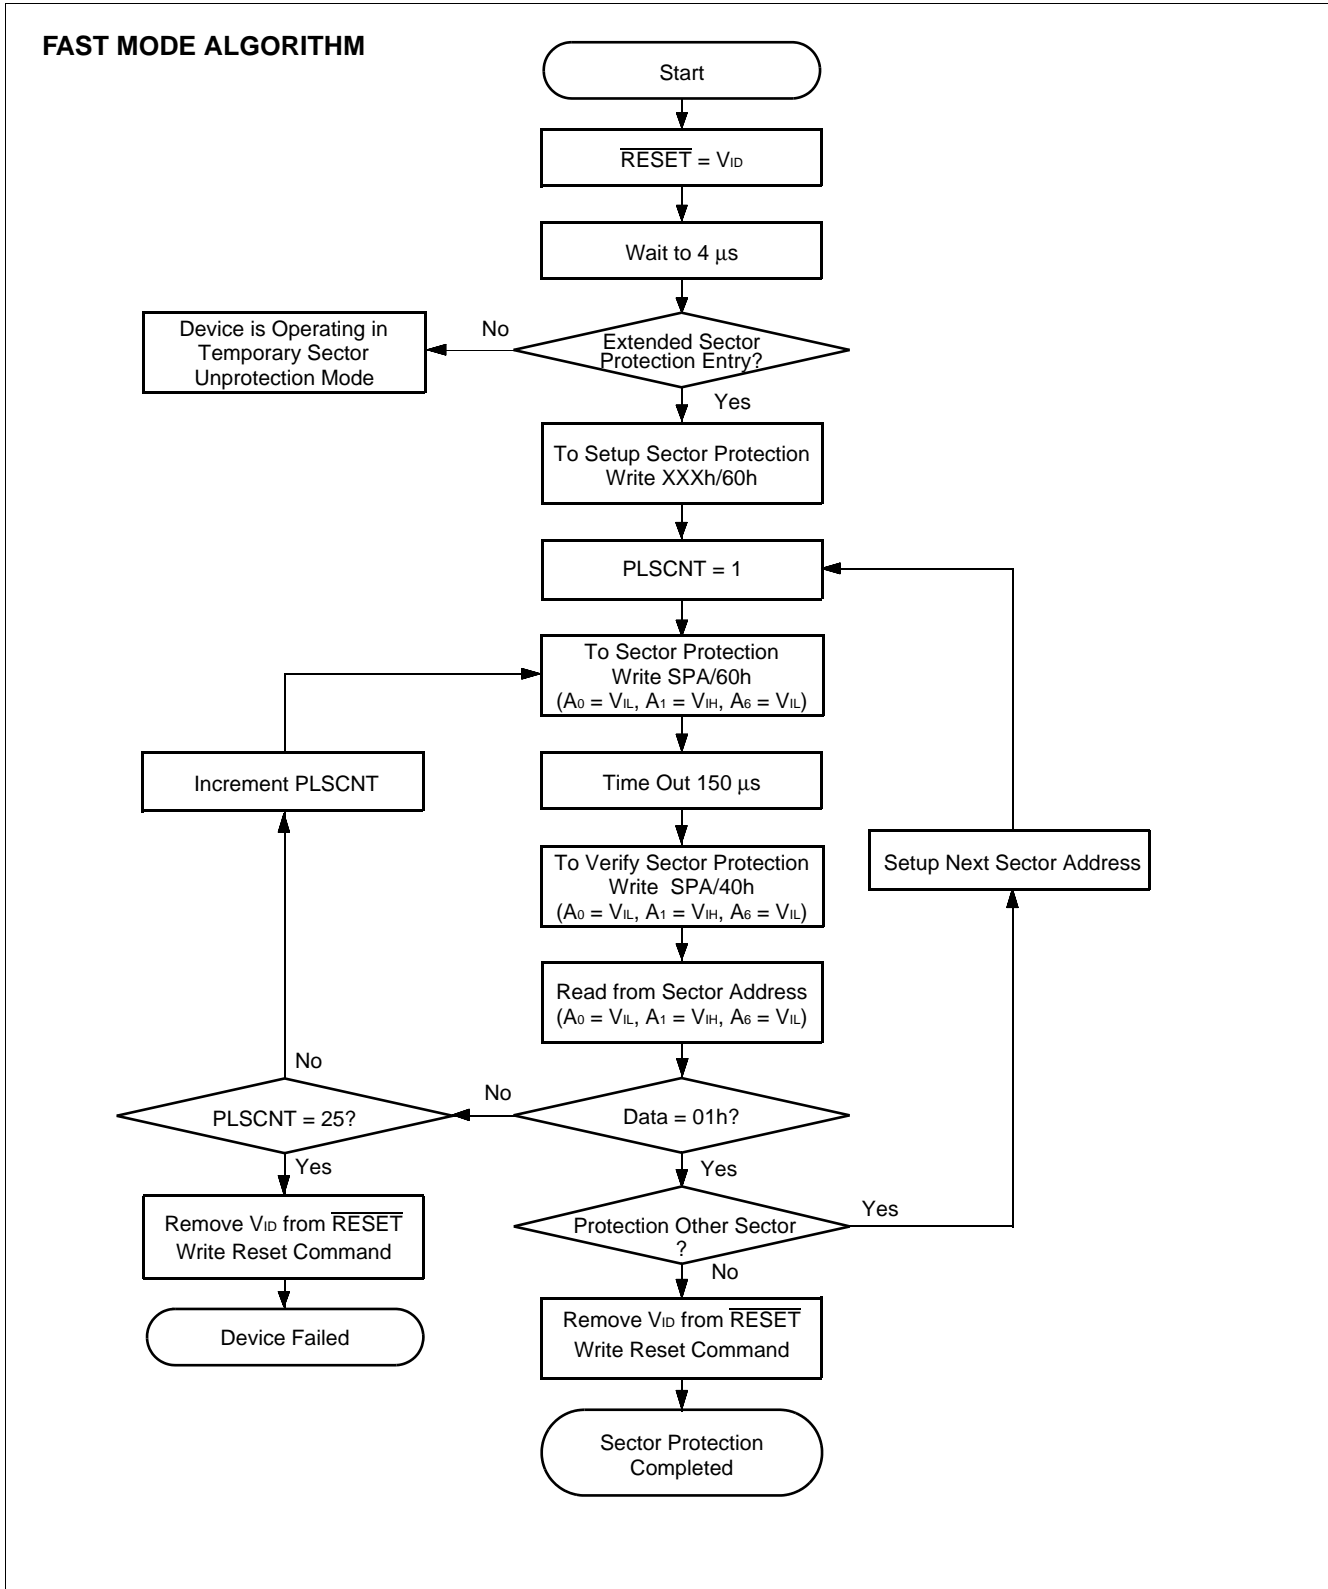 FAST MODE ALGORITHM
Start
RESET = VID
Wait to 4 μs
Extended Sector
Protection Entry?
No
Device is Operating in
Temporary Sector
Unprotection Mode
Yes
To Setup Sector Protection
Write XXXh/60h
PLSCNT = 1
To Sector Protection
Write SPA/60h
(A0 = VIL, A1 = VIH, A6 = VIL)
Increment PLSCNT
Time Out 150 μs
To Verify Sector Protection
Write SPA/40h
(A0 = VIL, A1 = VIH, A6 = VIL)
Setup Next Sector Address
Read from Sector Address
(A0 = VIL, A1 = VIH, A6 = VIL)
No
No
PLSCNT = 25?
Data = 01h?
Yes
Yes
Remove VID from RESET
Write Reset Command
Protection Other Sector
?
Yes
No
Device Failed
Remove VID from RESET
Write Reset Command
Sector Protection
Completed